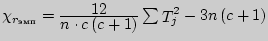 χ_{r_{эмп}} = \frac{12}{n \cdot c (c + 1)} \sum T_j^2 - 3n (c + 1)